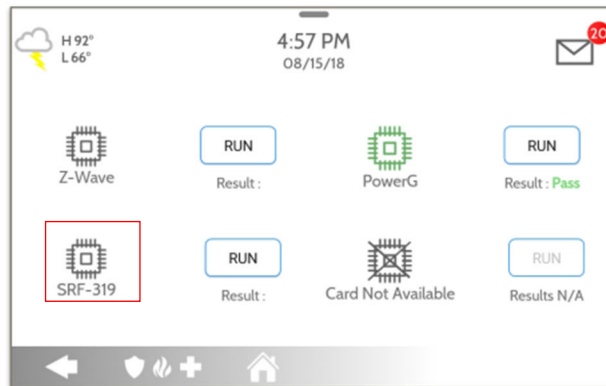 H 92°
L 66°
4:57 PM
08/15/18
20
Z-Wave
RUN
Result :
PowerG
RUN
Result : Pass
SRF-319
RUN
Result :
Card Not Available
RUN
Results N/A